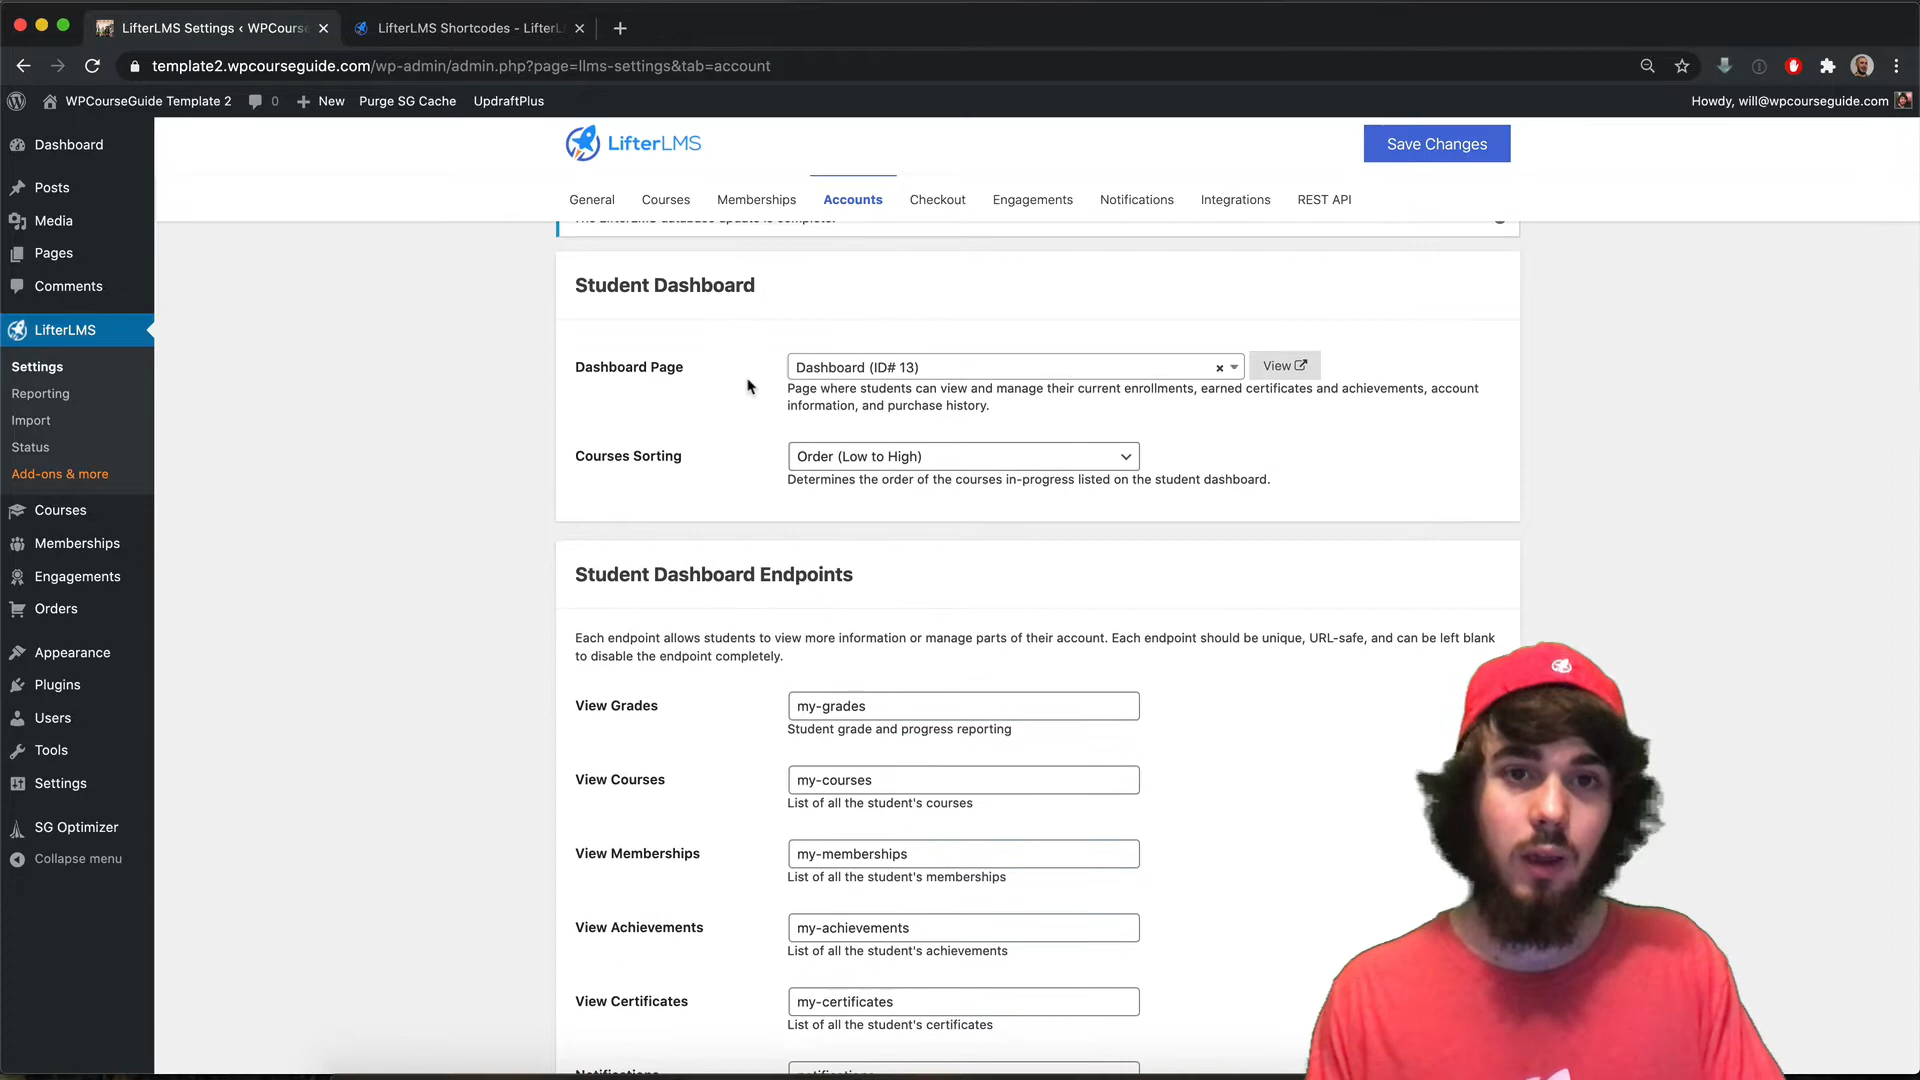 LifterLMS Settings ‹ WPCourse
LifterLMS Shortcodes - LifterL
template2.wpcourseguide.com/wp-admin/admin.php?page=llms-settings&tab=account
WPCourseGuide Template 2
0
New
Purge SG Cache
UpdraftPlus
Howdy, will@wpcourseguide.com
Dashboard
Posts
Media
Pages
Comments
LifterLMS
Settings
Reporting
Import
Status
Add-ons & more
Courses
Memberships
Engagements
Orders
Appearance
Plugins
Users
Tools
Settings
SG Optimizer
Collapse menu
LifterLMS
Save Changes
General
Courses
Memberships
Accounts
Checkout
Engagements
Notifications
Integrations
REST API
The LifterLMS database update is complete.
Student Dashboard
Dashboard Page
Dashboard (ID# 13)
View
Page where students can view and manage their current enrollments, earned certificates and achievements, account
information, and purchase history.
Courses Sorting
Order (Low to High)
Determines the order of the courses in-progress listed on the student dashboard.
Student Dashboard Endpoints
Each endpoint allows students to view more information or manage parts of their account. Each endpoint should be unique, URL-safe, and can be left blank
to disable the endpoint completely.
View Grades
my-grades
Student grade and progress reporting
View Courses
my-courses
List of all the student's courses
View Memberships
my-memberships
List of all the student's memberships
View Achievements
my-achievements
List of all the student's achievements
View Certificates
my-certificates
List of all the student's certificates
Notifications
notifications